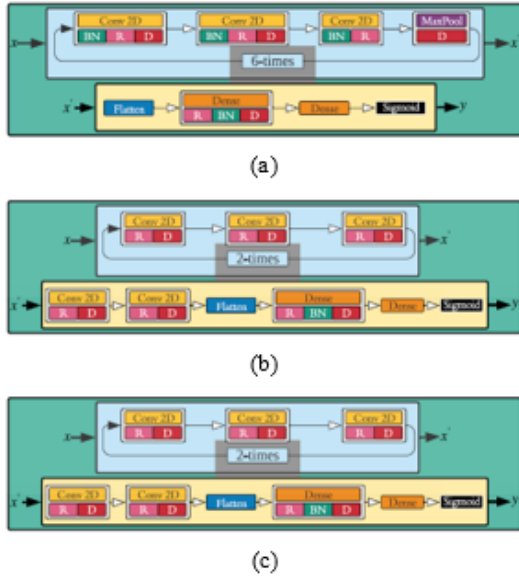 Conv 2D Conv 2D Conv 2D MaxPool
x BN R D BN R D BN R D x'
6-times
x' Flatten Dense Dense Sigmoid y
R BN D
(a)
Conv 2D Conv 2D Conv 2D
x R D R D R D x'
2-times
x' Conv 2D Conv 2D Flatten Dense Dense Sigmoid y
R D R D R BN D
(b)
Conv 2D Conv 2D Conv 2D
x R D R D R D x'
2-times
x' Conv 2D Conv 2D Flatten Dense Dense Sigmoid y
R D R D R BN D
(c)